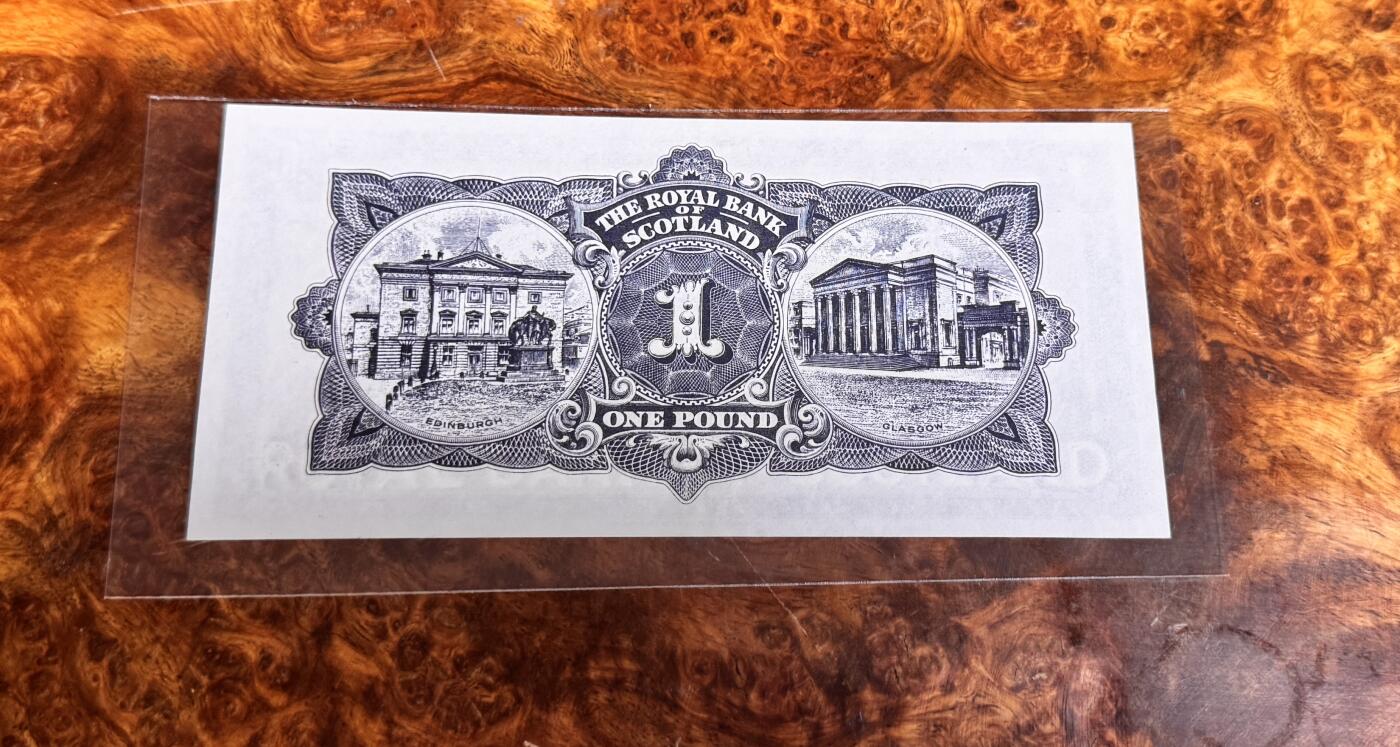 THE ROYAL BANK
OF
SCOTLAND
1
ONE POUND
EDINBURGH
GLASGOW